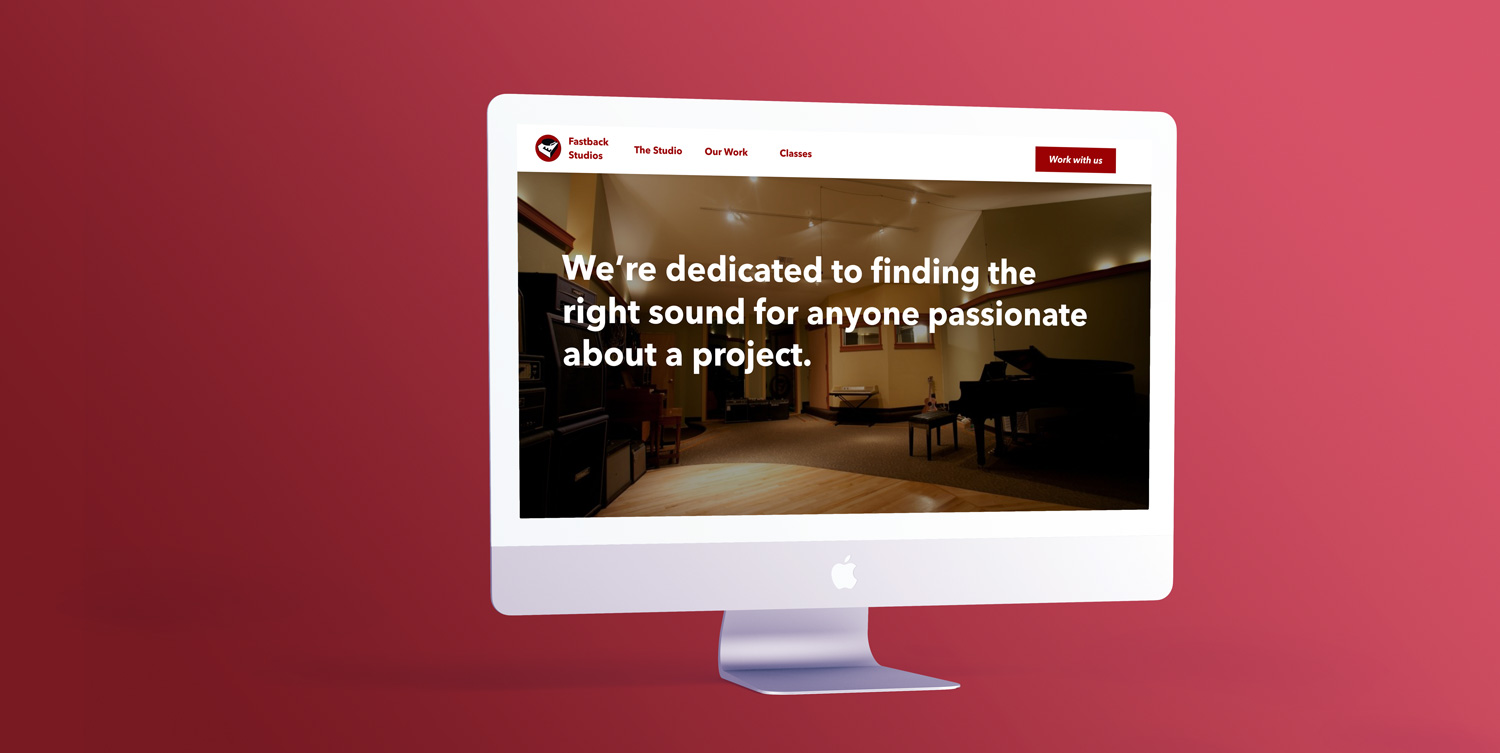 Fastback
Studios
The Studio
Our Work
Classes
Work with us
We're dedicated to finding the
right sound for anyone passionate
about a project.